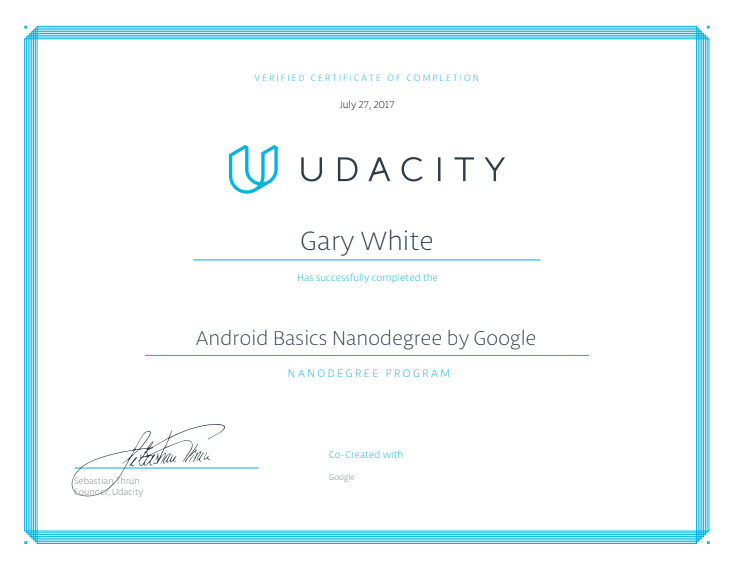 VERIFIED CERTIFICATE OF COMPLETION
July 27, 2017
UDACITY
Gary White
Has successfully completed the
Android Basics Nanodegree by Google
NANODEGREE PROGRAM
Sebastian Thrun
Co-Created with
Sebastian Thrun
Founder, Udacity
Google